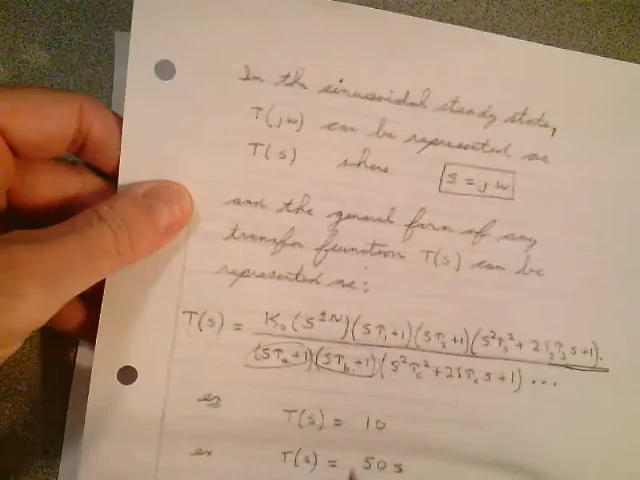 In the sinusoidal steady state,
T(jω) can be represented as
T(s) where s = jω
and the general form of any
transfer function T(s) can be
represented as:
T(s) = K₀(s^±N)(sτ₁+1)(sτ₂+1)(s²τ₃²+2ζ₃τ₃s+1)...
(sτₐ+1)(sτ_b+1)(s²τ_c²+2ζτ_c s+1)...
ex T(s) = 10
ex T(s) = 50s